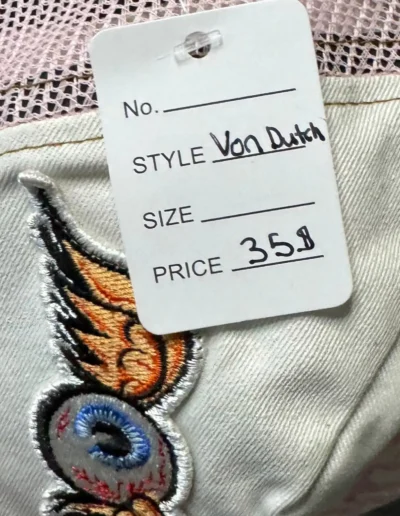 No.
STYLE Von Dutch
SIZE
PRICE 35$